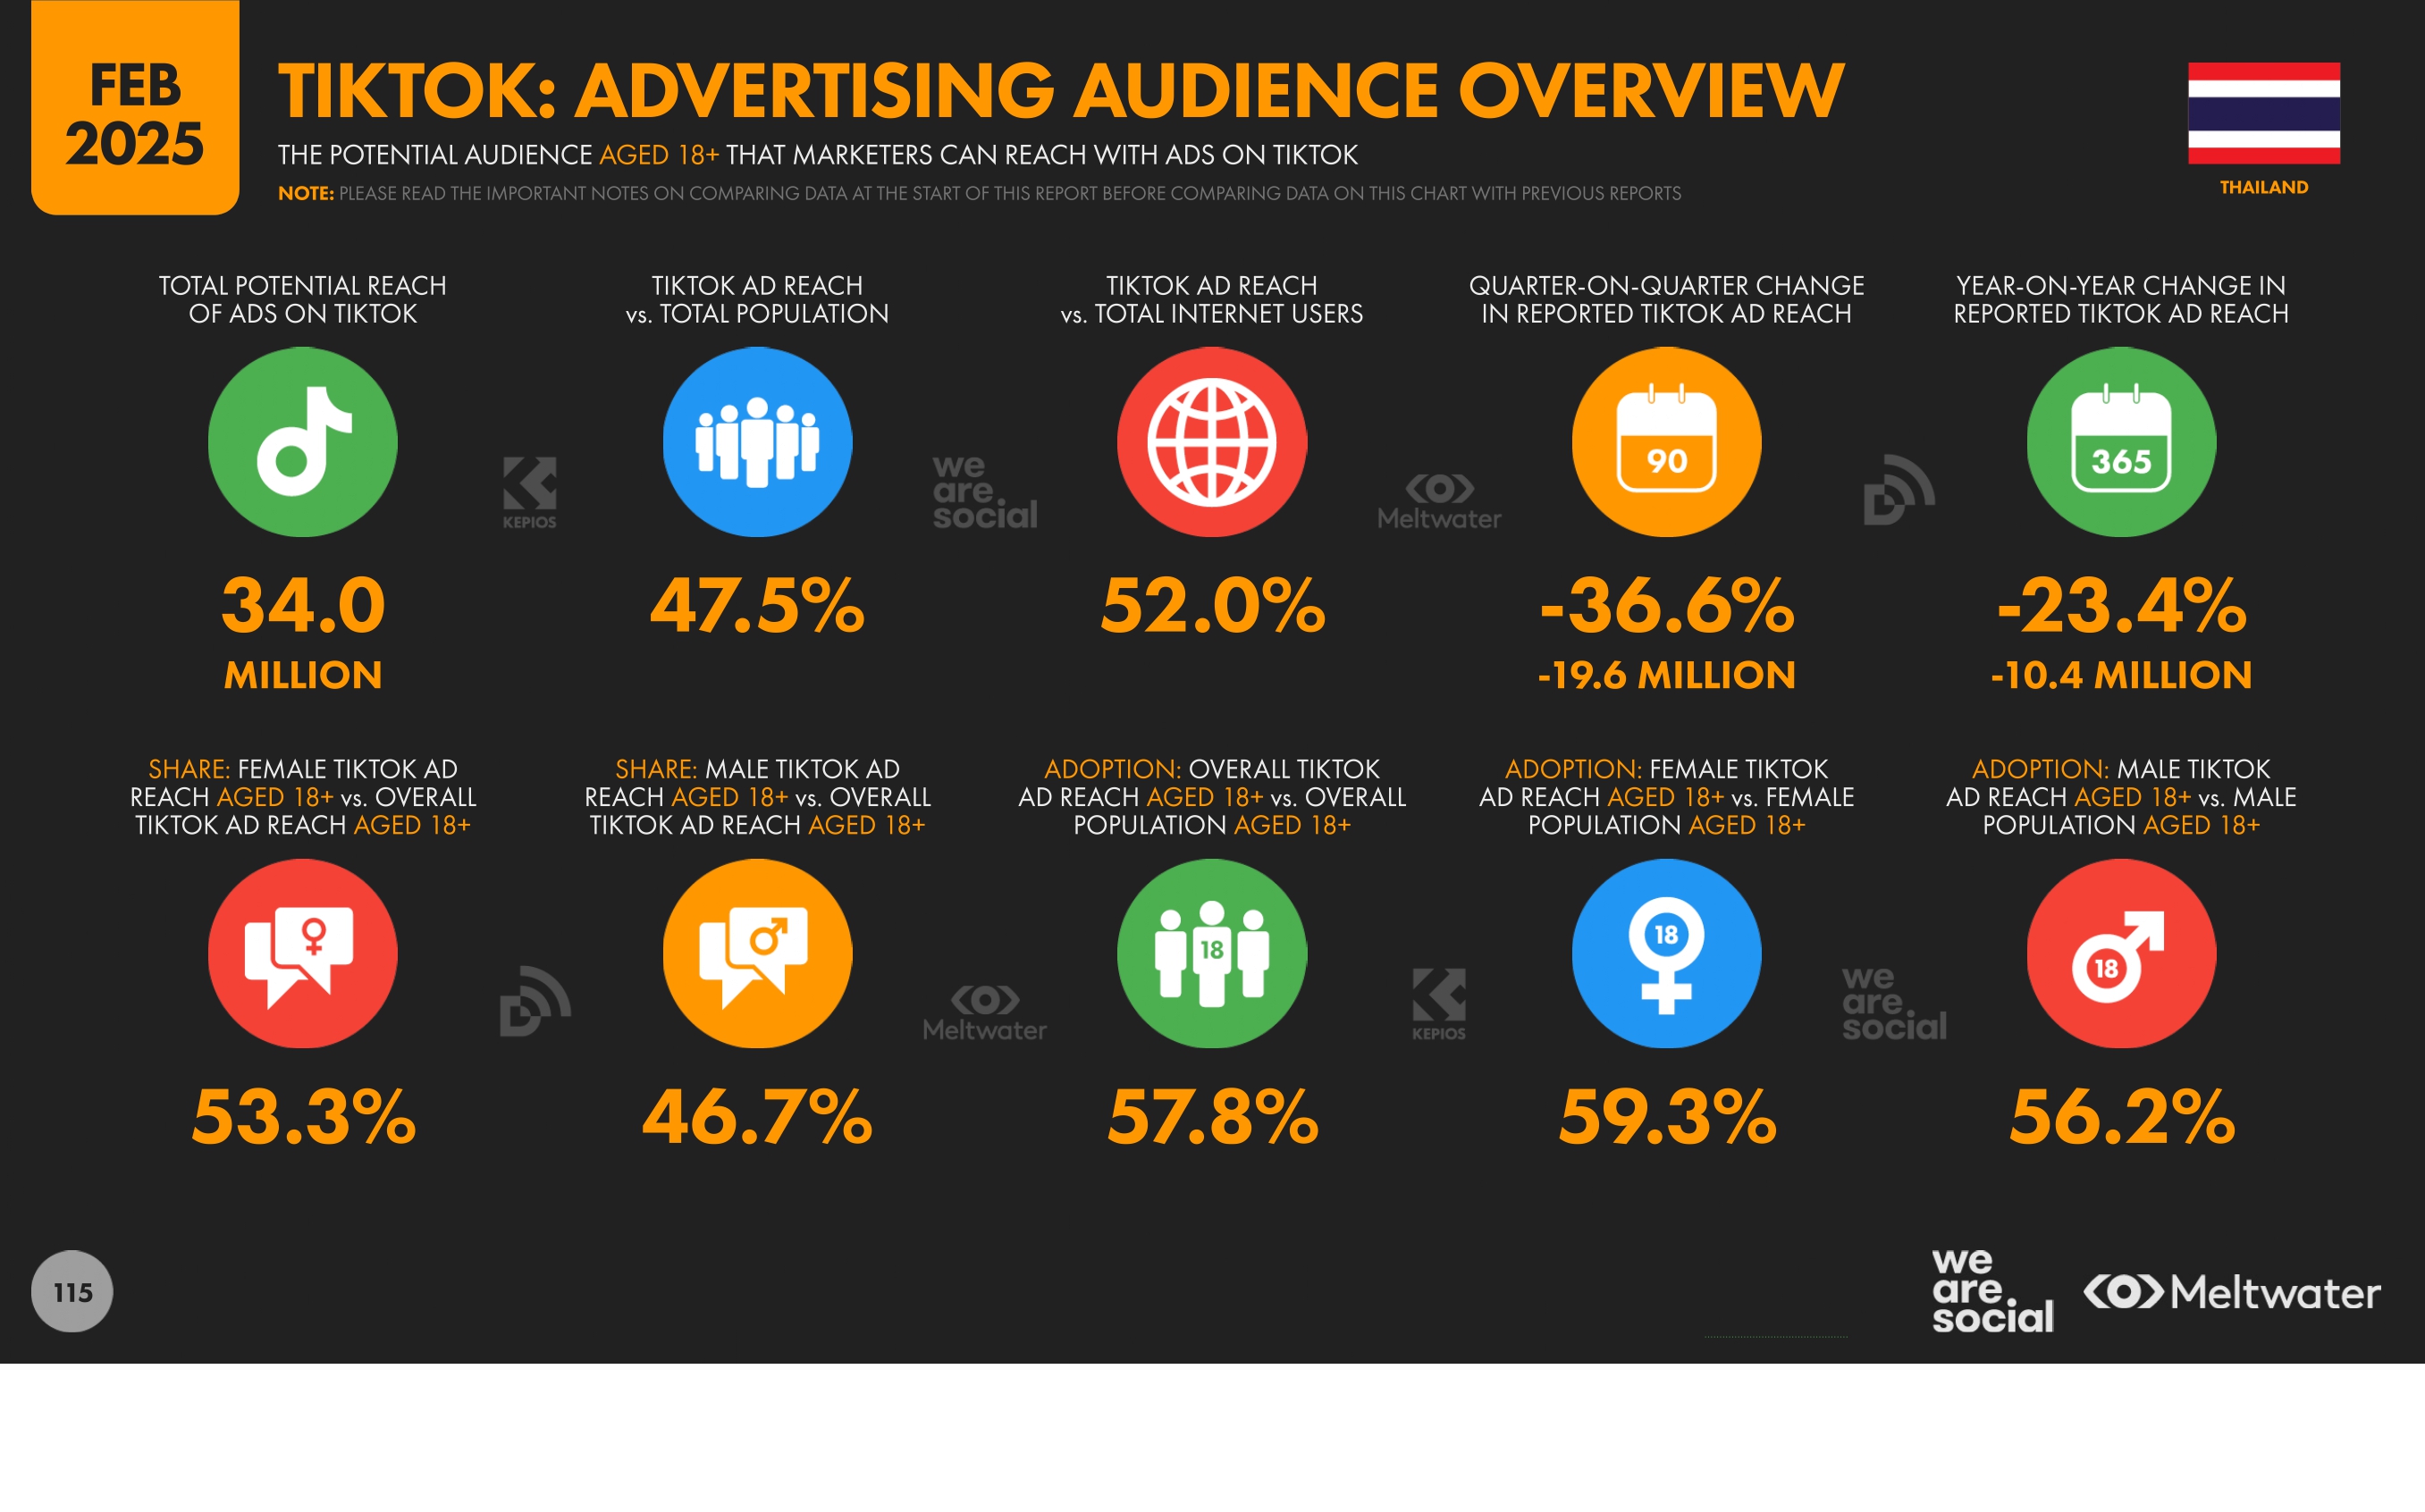 FEB
2025
TIKTOK: ADVERTISING AUDIENCE OVERVIEW
THE POTENTIAL AUDIENCE AGED 18+ THAT MARKETERS CAN REACH WITH ADS ON TIKTOK
NOTE: PLEASE READ THE IMPORTANT NOTES ON COMPARING DATA AT THE START OF THIS REPORT BEFORE COMPARING DATA ON THIS CHART WITH PREVIOUS REPORTS
THAILAND
TOTAL POTENTIAL REACH
OF ADS ON TIKTOK
34.0
MILLION
TIKTOK AD REACH
vs. TOTAL POPULATION
47.5%
TIKTOK AD REACH
vs. TOTAL INTERNET USERS
52.0%
QUARTER-ON-QUARTER CHANGE
IN REPORTED TIKTOK AD REACH
90
-36.6%
-19.6 MILLION
YEAR-ON-YEAR CHANGE IN
REPORTED TIKTOK AD REACH
365
-23.4%
-10.4 MILLION
KEPIOS
we
are.
social
Meltwater
SHARE: FEMALE TIKTOK AD
REACH AGED 18+ vs. OVERALL
TIKTOK AD REACH AGED 18+
53.3%
SHARE: MALE TIKTOK AD
REACH AGED 18+ vs. OVERALL
TIKTOK AD REACH AGED 18+
46.7%
ADOPTION: OVERALL TIKTOK
AD REACH AGED 18+ vs. OVERALL
POPULATION AGED 18+
18
57.8%
ADOPTION: FEMALE TIKTOK
AD REACH AGED 18+ vs. FEMALE
POPULATION AGED 18+
18
59.3%
ADOPTION: MALE TIKTOK
AD REACH AGED 18+ vs. MALE
POPULATION AGED 18+
18
56.2%
Meltwater
KEPIOS
we
are.
social
115
we
are.
social
Meltwater